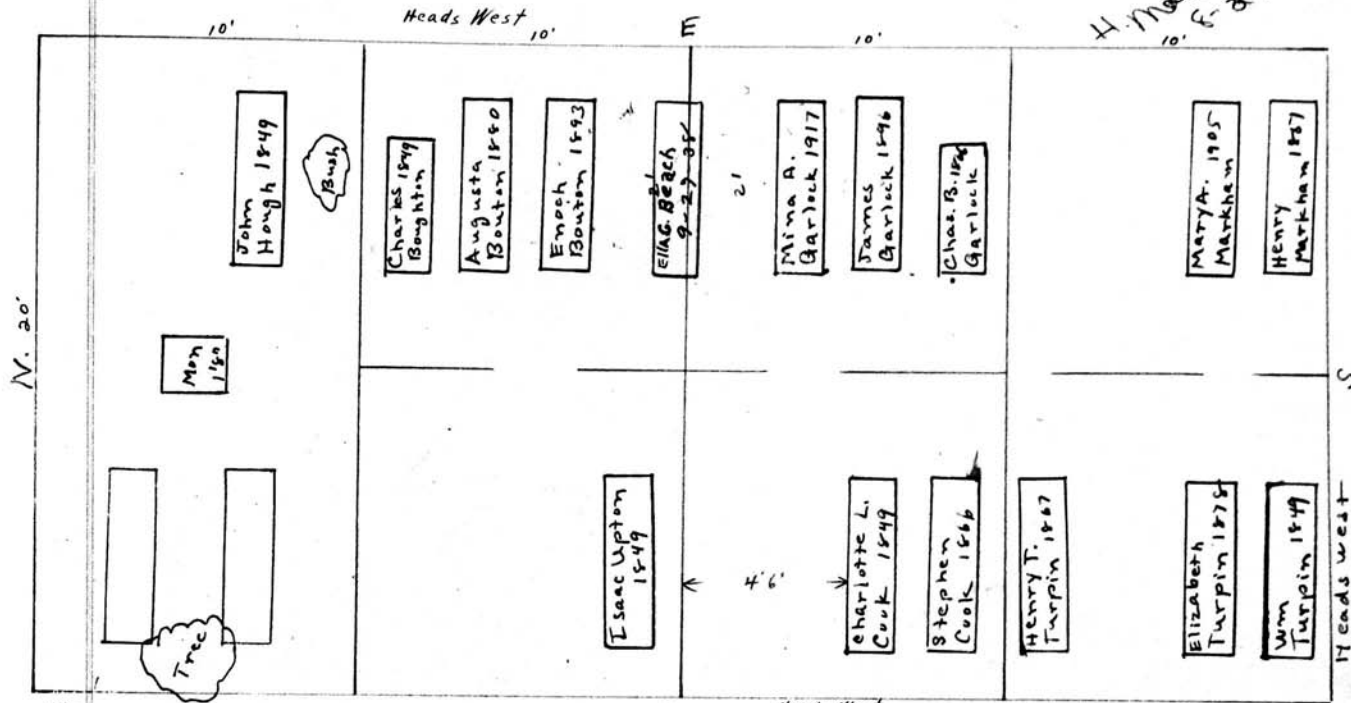 Heads West
E
10'
10'
10'
10'
N. 20'
S.
John
Hough 1849
Bush
Charles 1849
Boughton
Augusta
Bouton 1880
Enoch
Bouton 1893
Ella G. Beach
2'
2'
Mina A.
Garlock 1917
James
Garlock 1896
Chas. B.
Garlock
Mary A. 1905
Markham
Henry
Markham 1887
Mon
Tree
Isaac Upton
1849
4'6'
Charlotte L.
Cook 1849
Stephen
Cook 1866
Henry T.
Turpin 1867
Elizabeth
Turpin 1878
Wm
Turpin 1849
Heads west